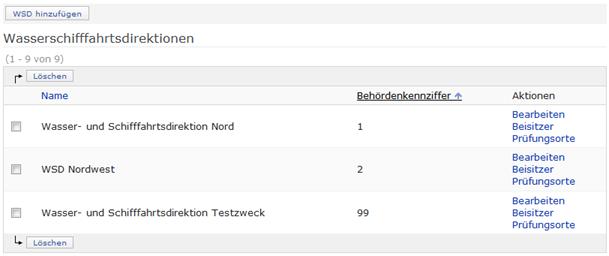 WSD hinzufügen
Wasserschifffahrtsdirektionen
(1 - 9 von 9)
Löschen
Name Behördenkennziffer Aktionen
Wasser- und Schifffahrtsdirektion Nord 1 Bearbeiten
Beisitzer
Prüfungsorte
WSD Nordwest 2 Bearbeiten
Beisitzer
Prüfungsorte
Wasser- und Schifffahrtsdirektion Testzweck 99 Bearbeiten
Beisitzer
Prüfungsorte
Löschen